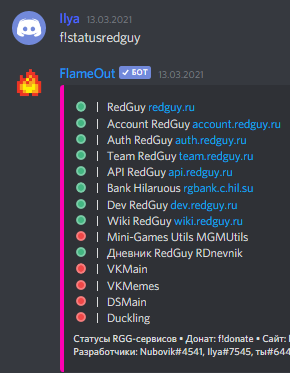 Ilya 13.03.2021
f!statusredguy
FlameOut ✔ БОТ 13.03.2021
| RedGuy redguy.ru
| Account RedGuy account.redguy.ru
| Auth RedGuy auth.redguy.ru
| Team RedGuy team.redguy.ru
| API RedGuy api.redguy.ru
| Bank Hilaruous rgbank.c.hil.su
| Dev RedGuy dev.redguy.ru
| Wiki RedGuy wiki.redguy.ru
| Mini-Games Utils MGMUtils
| Дневник RedGuy RDnevnik
| VKMain
| VKMemes
| DSMain
| Duckling
Статусы RGG-сервисов • Донат: f!donate •
Разработчики: Nubovik#4541, Ilya#7545, ты#644